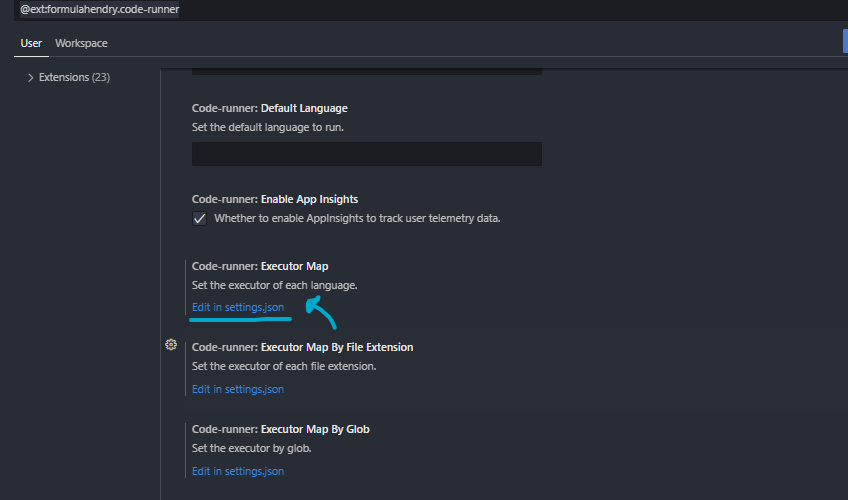 @ext:formulahendry.code-runner
User Workspace
Extensions (23)
Code-runner: Default Language
Set the default language to run.
Code-runner: Enable App Insights
Whether to enable AppInsights to track user telemetry data.
Code-runner: Executor Map
Set the executor of each language.
Edit in settings.json
Code-runner: Executor Map By File Extension
Set the executor of each file extension.
Edit in settings.json
Code-runner: Executor Map By Glob
Set the executor by glob.
Edit in settings.json